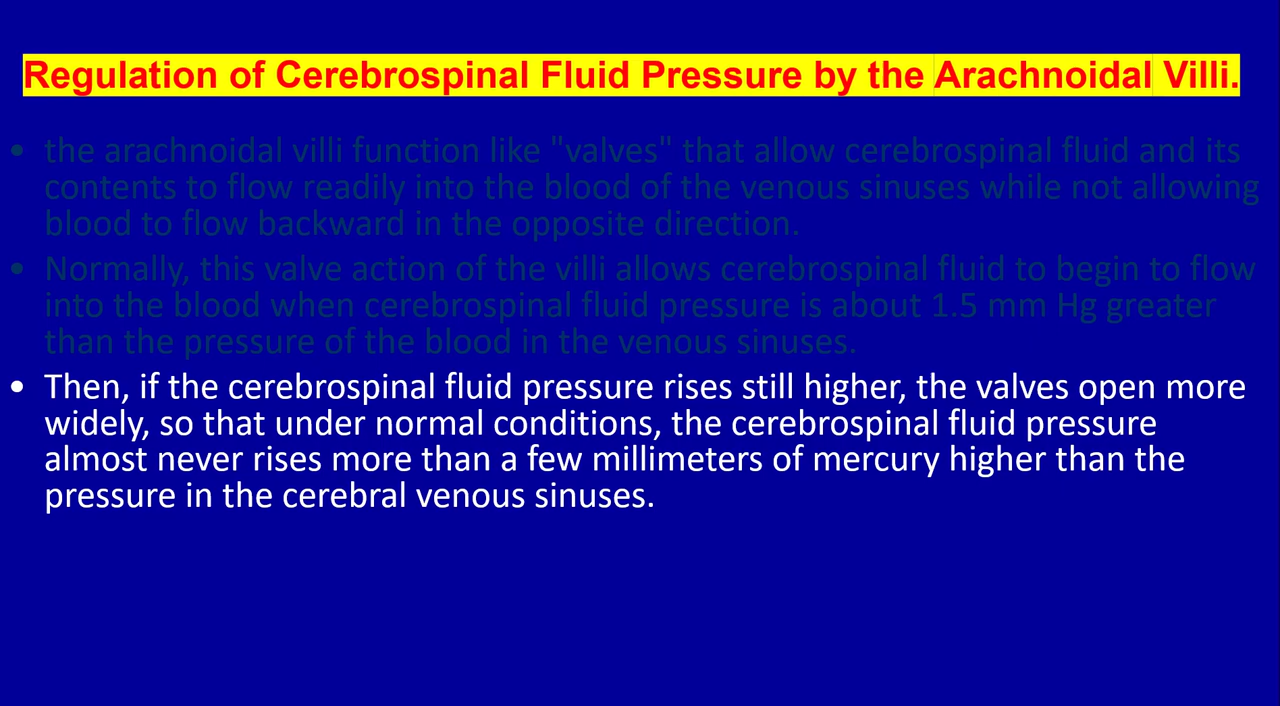 Regulation of Cerebrospinal Fluid Pressure by the Arachnoidal Villi.
• the arachnoidal villi function like "valves" that allow cerebrospinal fluid and its
contents to flow readily into the blood of the venous sinuses while not allowing
blood to flow backward in the opposite direction.
• Normally, this valve action of the villi allows cerebrospinal fluid to begin to flow
into the blood when cerebrospinal fluid pressure is about 1.5 mm Hg greater
than the pressure of the blood in the venous sinuses.
• Then, if the cerebrospinal fluid pressure rises still higher, the valves open more
widely, so that under normal conditions, the cerebrospinal fluid pressure
almost never rises more than a few millimeters of mercury higher than the
pressure in the cerebral venous sinuses.